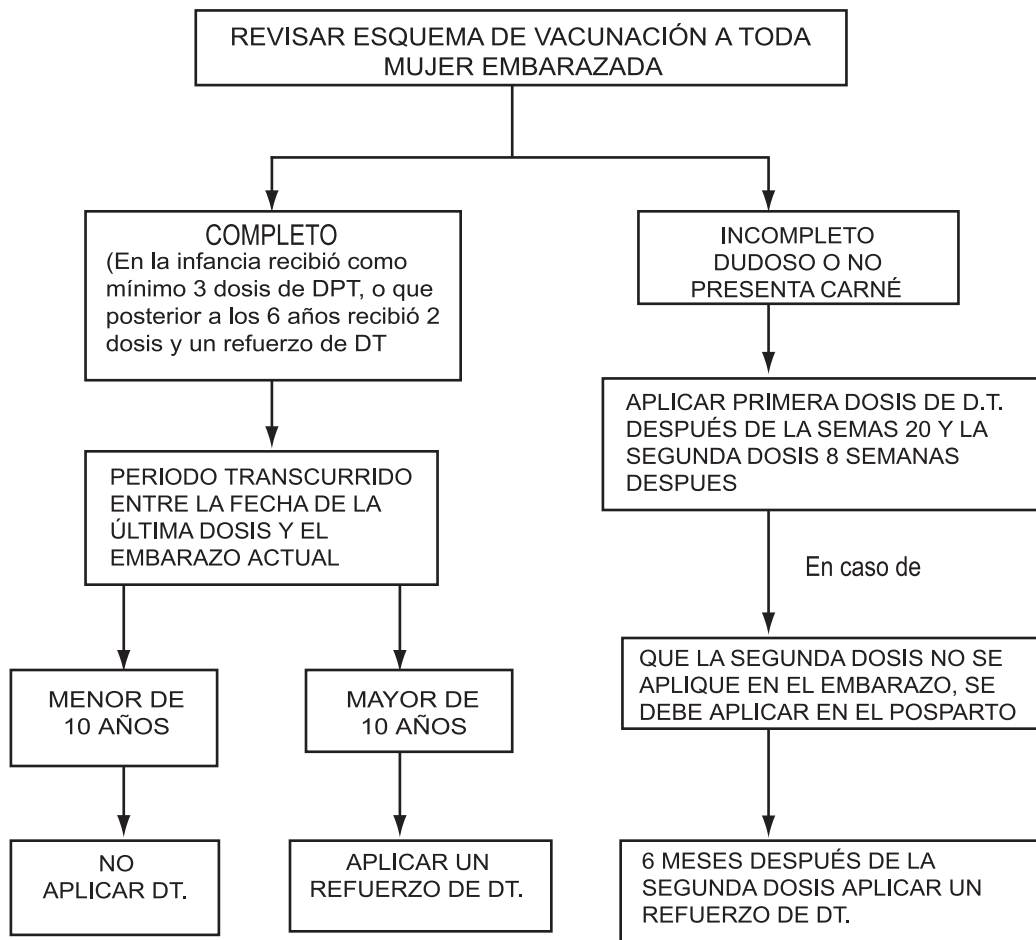 REVISAR ESQUEMA DE VACUNACIÓN A TODA
MUJER EMBARAZADA
COMPLETO
(En la infancia recibió como
mínimo 3 dosis de DPT, o que
posterior a los 6 años recibió 2
dosis y un refuerzo de DT
PERIODO TRANSCURRIDO
ENTRE LA FECHA DE LA
ÚLTIMA DOSIS Y EL
EMBARAZO ACTUAL
MENOR DE
10 AÑOS
MAYOR DE
10 AÑOS
NO
APLICAR DT.
APLICAR UN
REFUERZO DE DT.
INCOMPLETO
DUDOSO O NO
PRESENTA CARNÉ
APLICAR PRIMERA DOSIS DE D.T.
DESPUÉS DE LA SEMAS 20 Y LA
SEGUNDA DOSIS 8 SEMANAS
DESPUES
En caso de
QUE LA SEGUNDA DOSIS NO SE
APLIQUE EN EL EMBARAZO, SE
DEBE APLICAR EN EL POSPARTO
6 MESES DESPUÉS DE LA
SEGUNDA DOSIS APLICAR UN
REFUERZO DE DT.